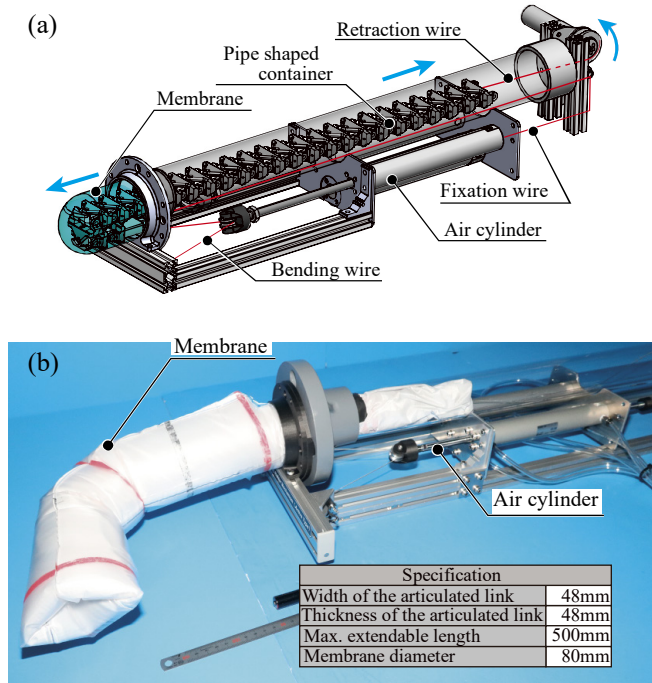 (a)
Retraction wire
Pipe shaped
container
Membrane
Fixation wire
Air cylinder
Bending wire
(b)
Membrane
Air cylinder
Specification
Width of the articulated link 48mm
Thickness of the articulated link 48mm
Max. extendable length 500mm
Membrane diameter 80mm